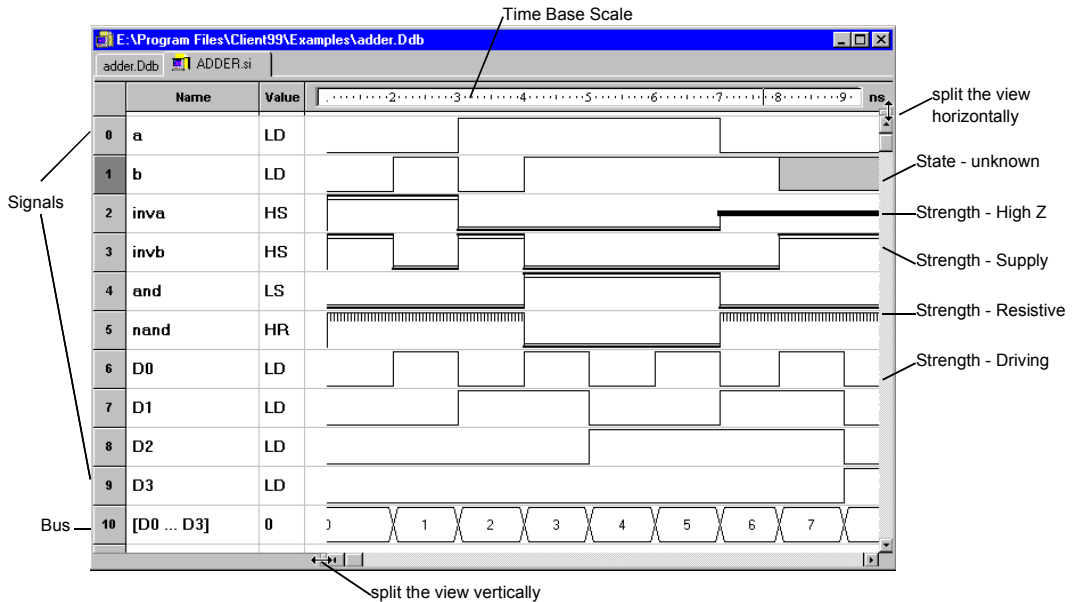 Time Base Scale
E:\Program Files\Client99\Examples\adder.Ddb
adder.Ddb ADDER.si
Name Value 2 3 4 5 6 7 8 9 ns
split the view
horizontally
0 a LD
1 b LD
State - unknown
Signals
2 inva HS
Strength - High Z
3 invb HS
Strength - Supply
4 and LS
Strength - Resistive
5 nand HR
6 D0 LD
Strength - Driving
7 D1 LD
8 D2 LD
9 D3 LD
Bus
10 [D0 ... D3] 0 0 1 2 3 4 5 6 7
split the view vertically